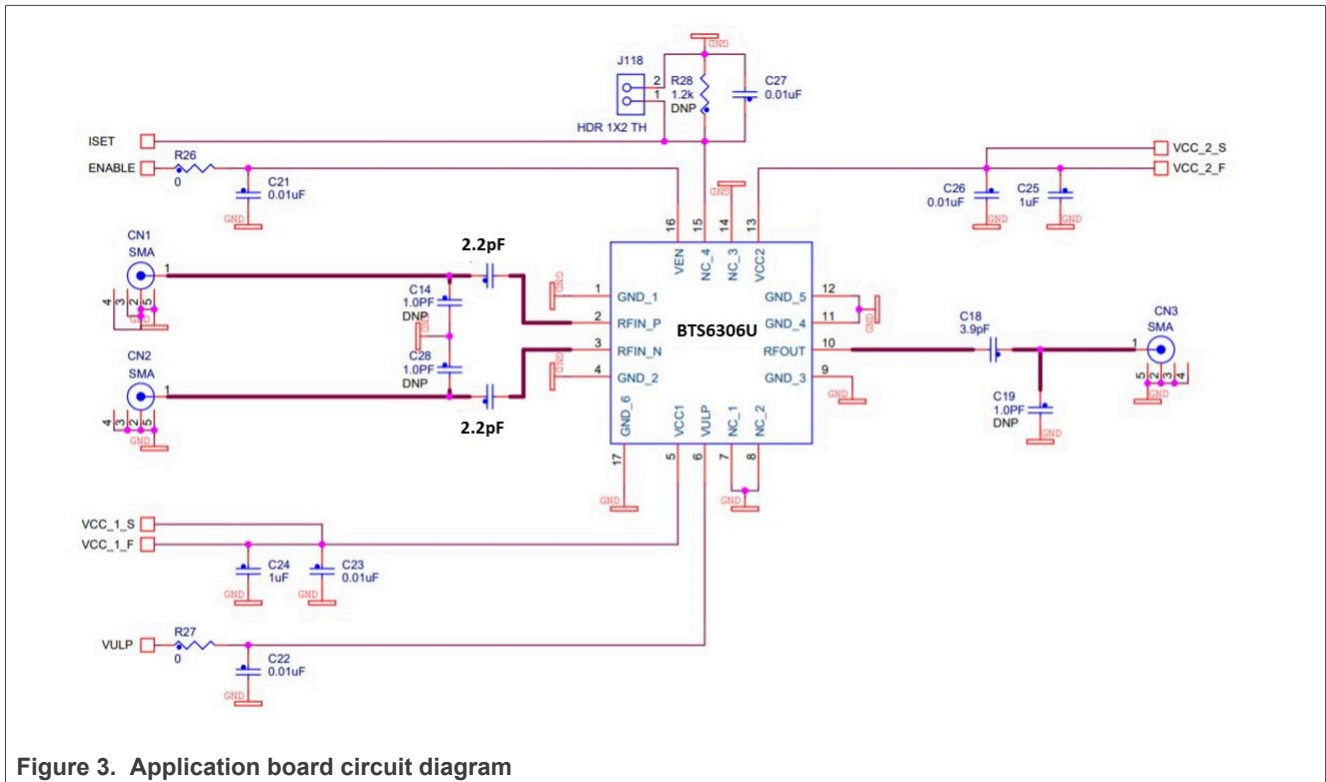 GND
J118
2
1
R28
1.2k
DNP
C27
0.01uF
HDR 1X2 TH
ISET
ENABLE
R26
0
C21
0.01uF
GND
VCC_2_S
VCC_2_F
C26
0.01uF
C25
1uF
GND
GND
GND
16
15
14
13
VEN
NC_4
NC_3
VCC2
CN1
SMA
1
4
3
2
5
GND
2.2pF
C14
1.0PF
DNP
GND
C28
1.0PF
DNP
CN2
SMA
1
4
3
2
5
GND
2.2pF
GND
1
GND_1
2
RFIN_P
3
RFIN_N
GND
4
GND_2
BTS6306U
GND_5
12
GND_4
11
GND
RFOUT
10
GND_3
9
GND
C18
3.9pF
CN3
SMA
1
5
2
3
4
GND
C19
1.0PF
DNP
GND
GND_6
VCC1
VULP
NC_1
NC_2
17
5
6
7
8
GND
GND
VCC_1_S
VCC_1_F
C24
1uF
C23
0.01uF
GND
GND
VULP
R27
0
C22
0.01uF
GND
Figure 3. Application board circuit diagram